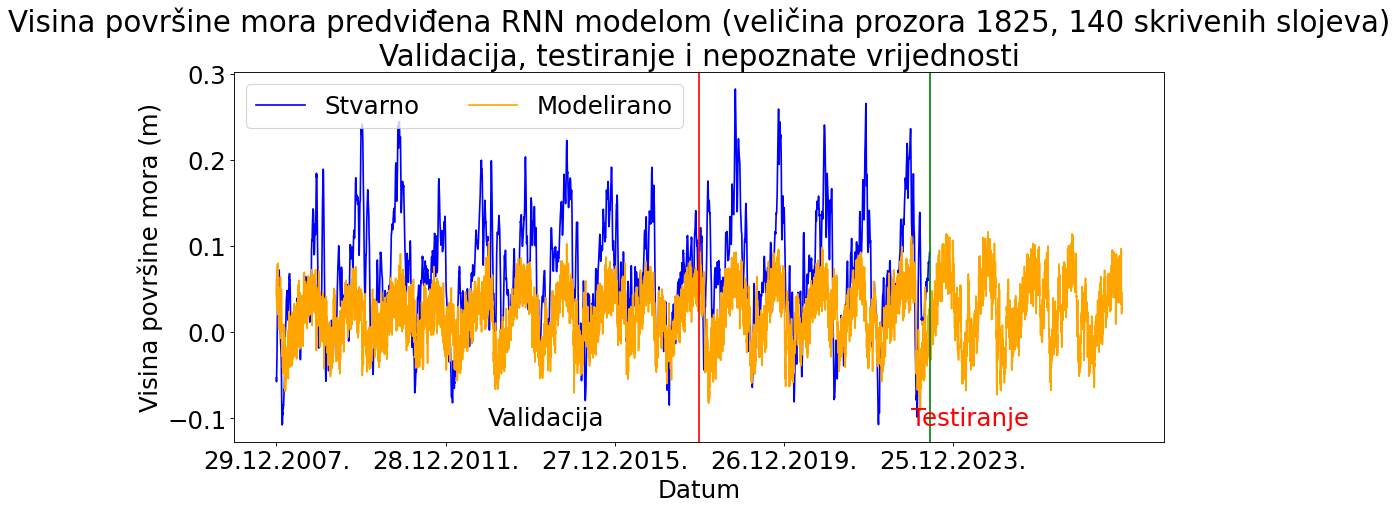 Visina površine mora predviđena RNN modelom (veličina prozora 1825, 140 skrivenih slojeva)
Validacija, testiranje i nepoznate vrijednosti
Stvarno Modelirano
Visina površine mora (m)
0.3
0.2
0.1
0.0
−0.1
Validacija Testiranje
29.12.2007. 28.12.2011. 27.12.2015. 26.12.2019. 25.12.2023.
Datum